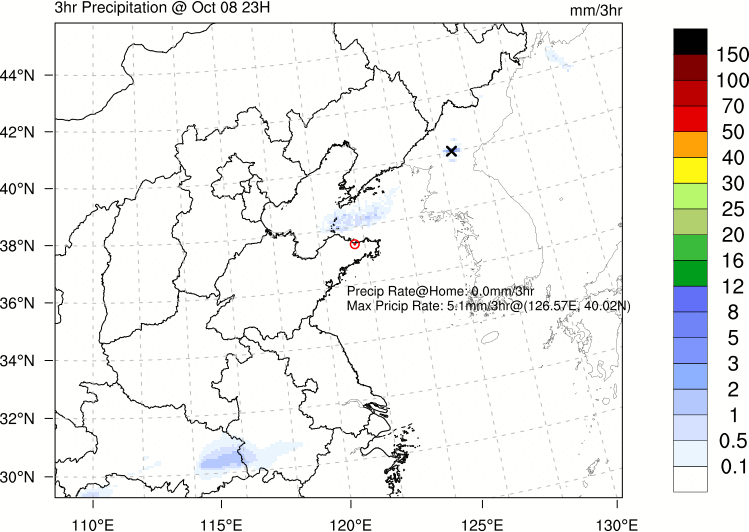 3hr Precipitation @ Oct 08 23H
mm/3hr
44°N
42°N
40°N
38°N
36°N
34°N
32°N
30°N
110°E
115°E
120°E
125°E
130°E
Precip Rate@Home: 0.0mm/3hr
Max Pricip Rate: 5.1mm/3hr@(126.57E, 40.02N)
150
100
70
50
40
30
25
20
16
12
8
5
3
2
1
0.5
0.1